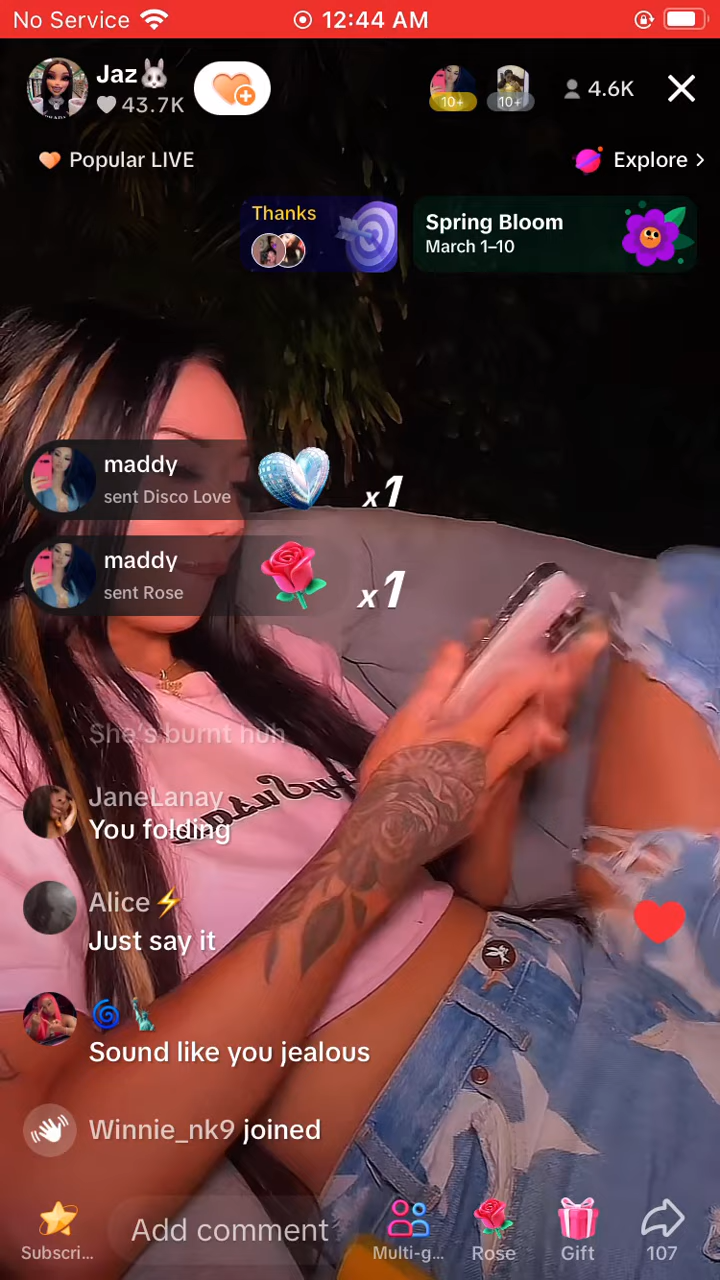 No Service 12:44 AM
Jaz🐰
43.7K
10+ 10+ 4.6K
Popular LIVE Explore >
Thanks
Spring Bloom
March 1–10
maddy
sent Disco Love
x1
maddy
sent Rose
x1
She's burnt huh
JaneLanay
You folding
Alice⚡
Just say it
🌀🗽
Sound like you jealous
Winnie_nk9 joined
Add comment
Subscri... Multi-g... Rose Gift 107